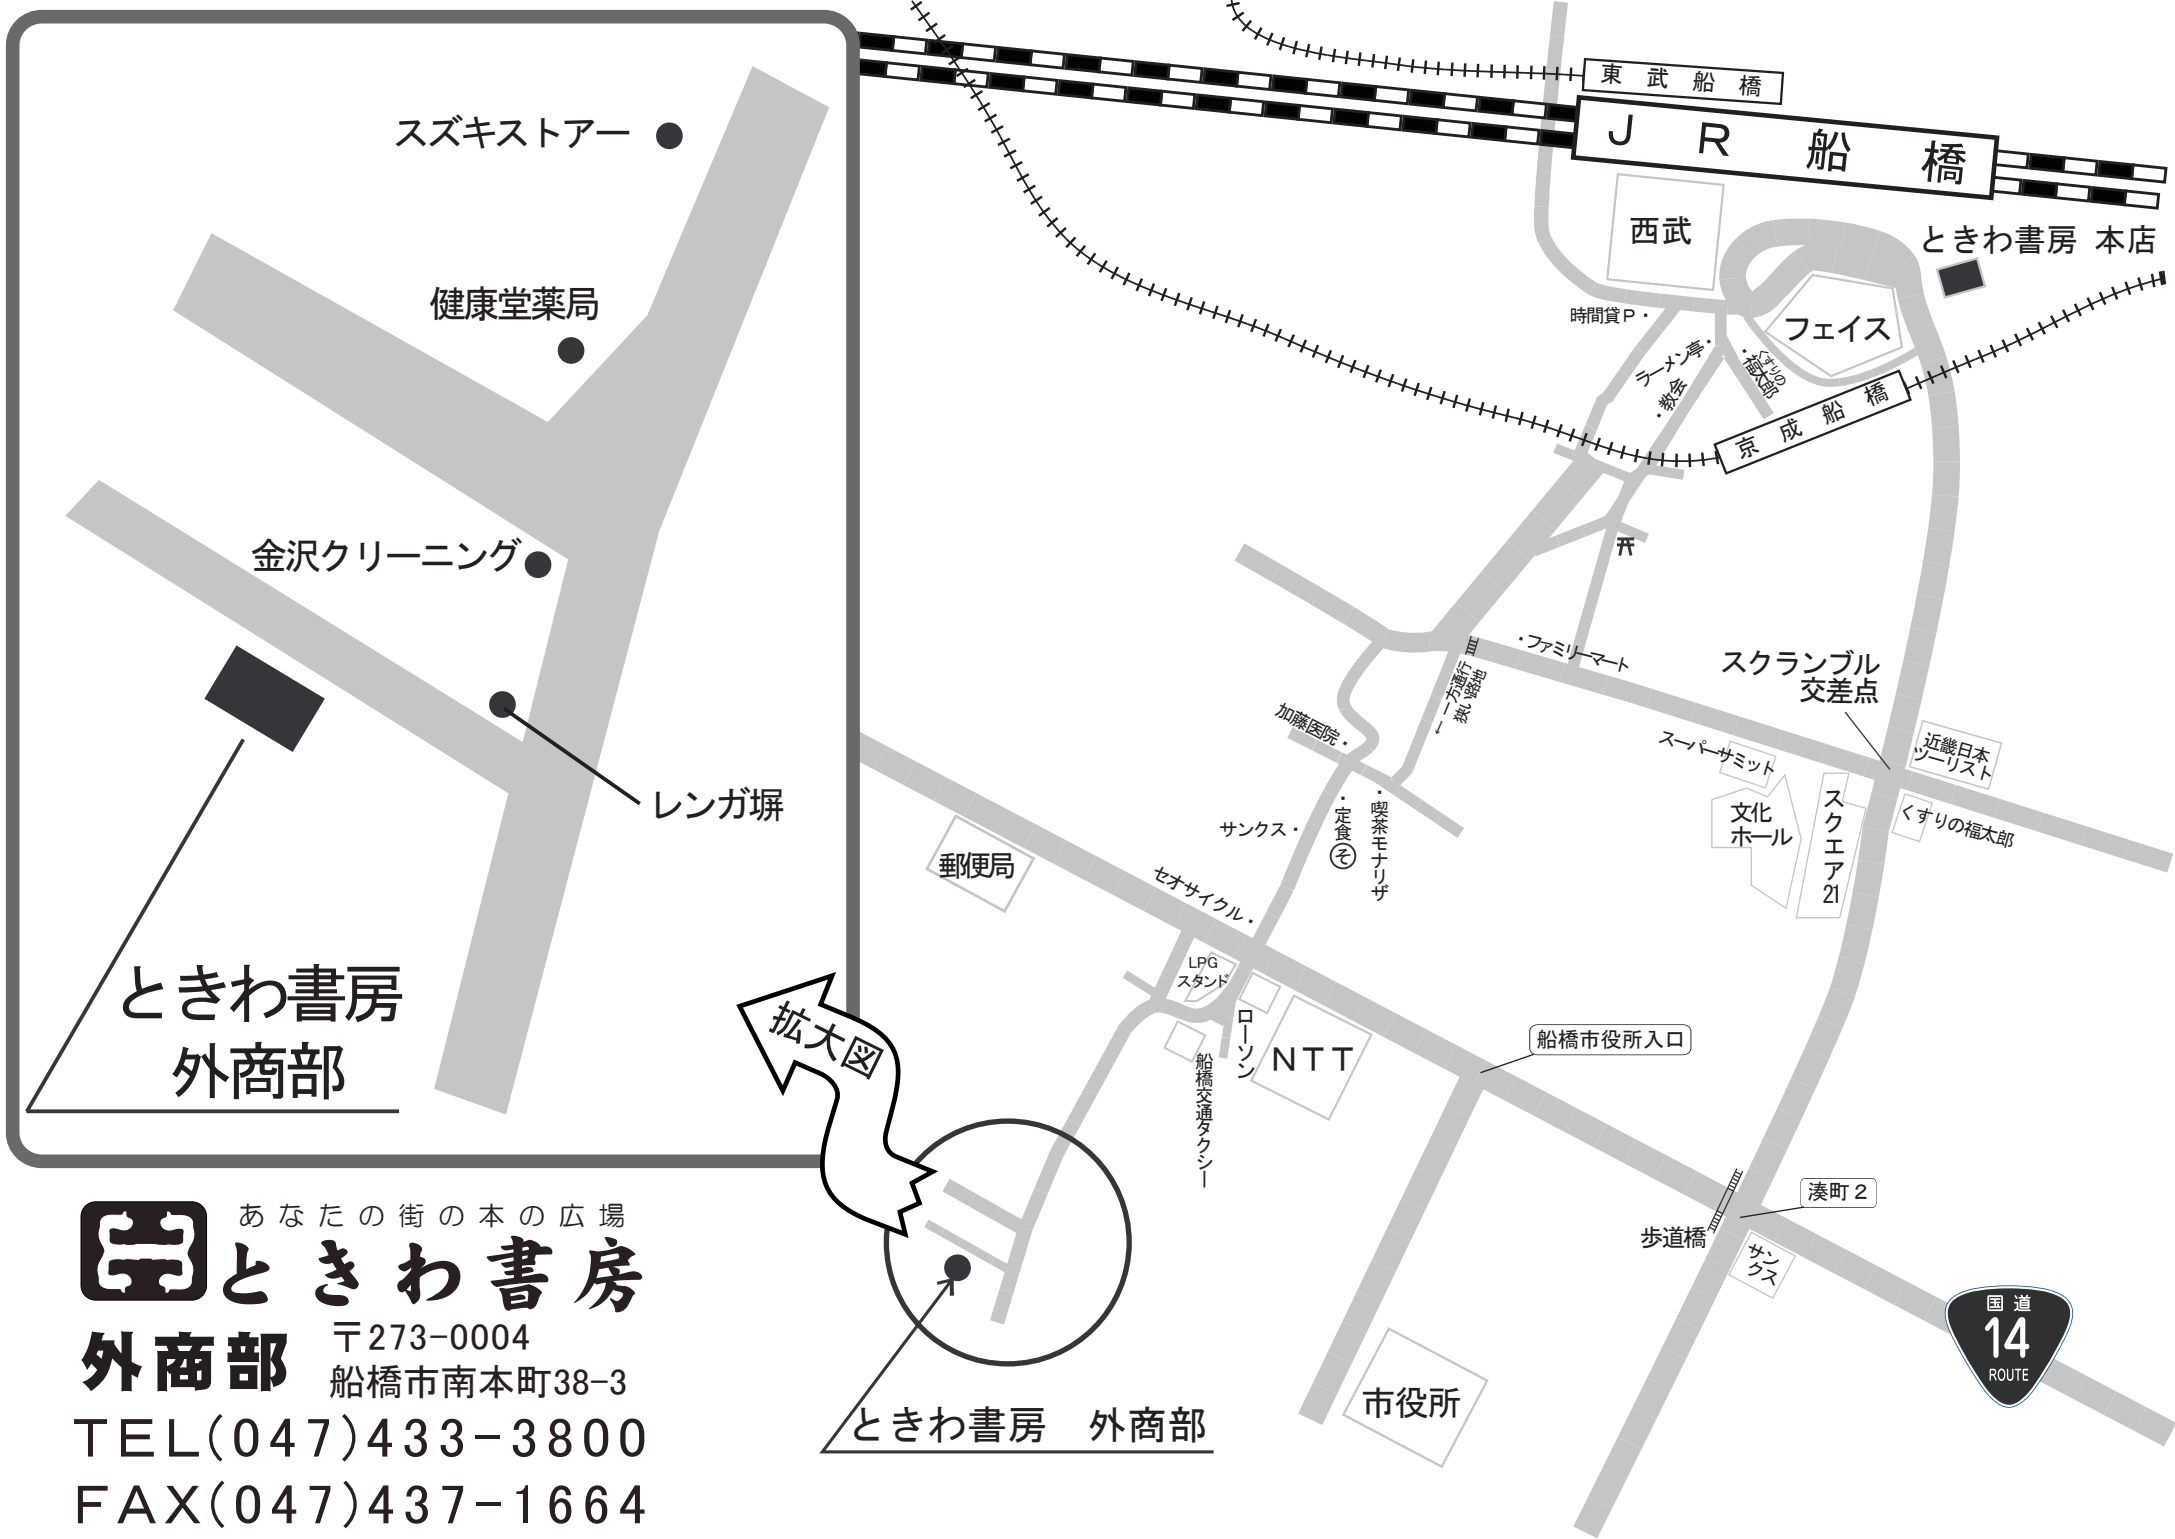 スズキストアー
健康堂薬局
金沢クリーニング
レンガ塀
ときわ書房
外商部
拡大図
東武船橋
JR船橋
西武
ときわ書房 本店
フェイス
時間貸P・
ラーメン亭・
・教会
・くすりの
福太郎
京成船橋
・ファミリーマート
←一方通行
狭い路地
スクランブル
交差点
加藤医院・
スーパーサミット
近畿日本
ツーリスト
文化
ホール
スクエア21
くすりの福太郎
サンクス・
・定食そ
・喫茶モナリザ
郵便局
セオサイクル・
LPG
スタンド
ローソン
NTT
船橋交通タクシー
船橋市役所入口
湊町2
歩道橋
サン
クス
国道
14
ROUTE
市役所
ときわ書房 外商部
あなたの街の本の広場
ときわ書房
外商部
〒273-0004
船橋市南本町38-3
TEL(047)433-3800
FAX(047)437-1664